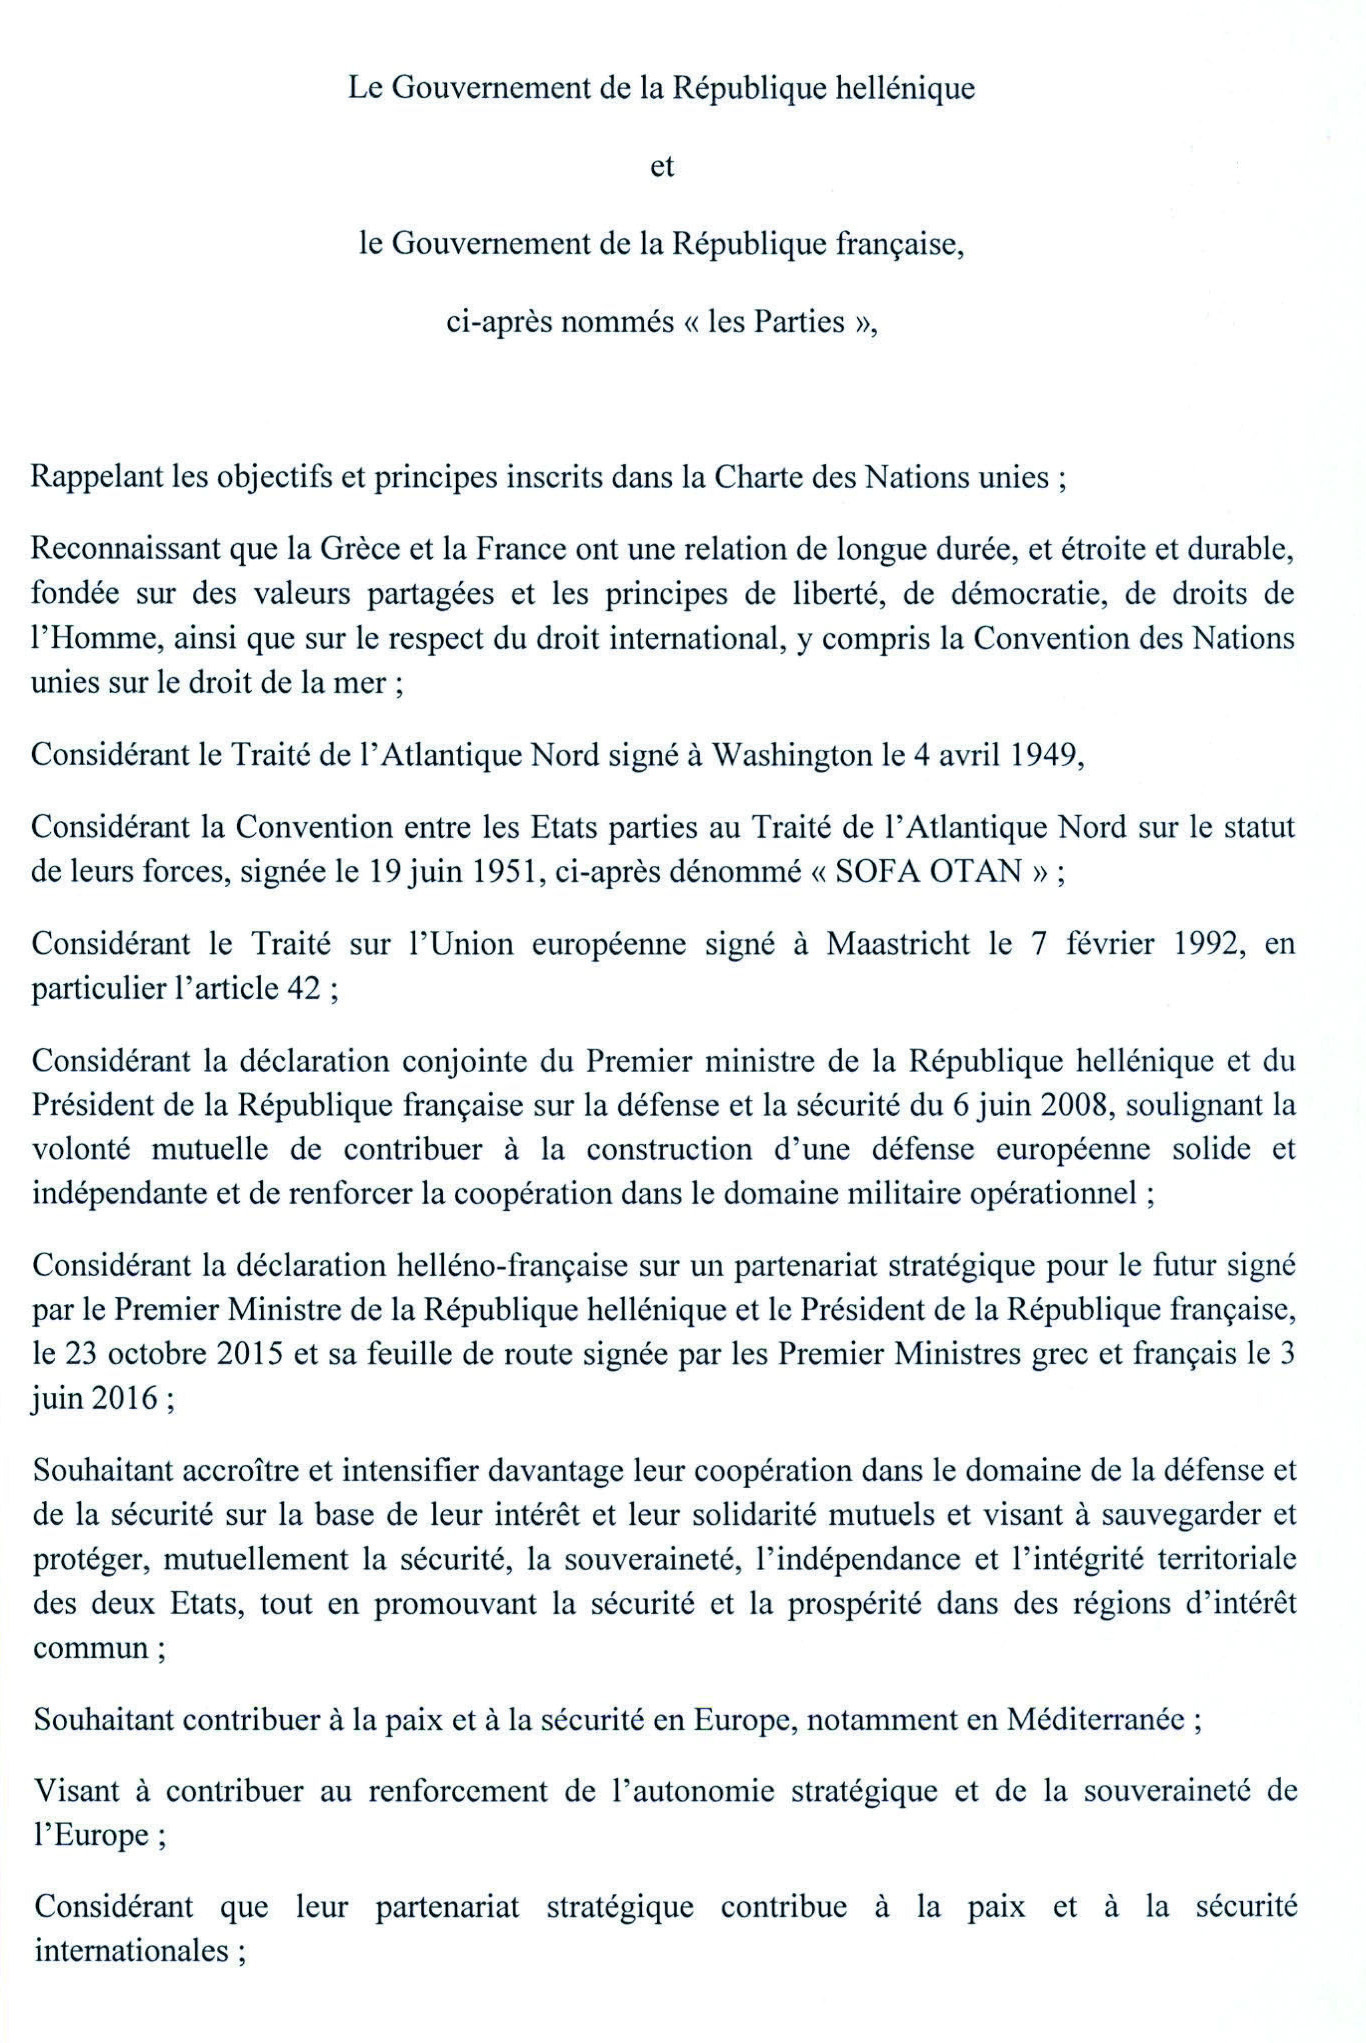 Le Gouvernement de la République hellénique
et
le Gouvernement de la République française,
ci-après nommés « les Parties »,
Rappelant les objectifs et principes inscrits dans la Charte des Nations unies ;
Reconnaissant que la Grèce et la France ont une relation de longue durée, et étroite et durable,
fondée sur des valeurs partagées et les principes de liberté, de démocratie, de droits de
l’Homme, ainsi que sur le respect du droit international, y compris la Convention des Nations
unies sur le droit de la mer ;
Considérant le Traité de l’Atlantique Nord signé à Washington le 4 avril 1949,
Considérant la Convention entre les Etats parties au Traité de l’Atlantique Nord sur le statut
de leurs forces, signée le 19 juin 1951, ci-après dénommé « SOFA OTAN » ;
Considérant le Traité sur l’Union européenne signé à Maastricht le 7 février 1992, en
particulier l’article 42 ;
Considérant la déclaration conjointe du Premier ministre de la République hellénique et du
Président de la République française sur la défense et la sécurité du 6 juin 2008, soulignant la
volonté mutuelle de contribuer à la construction d’une défense européenne solide et
indépendante et de renforcer la coopération dans le domaine militaire opérationnel ;
Considérant la déclaration helléno-française sur un partenariat stratégique pour le futur signé
par le Premier Ministre de la République hellénique et le Président de la République française,
le 23 octobre 2015 et sa feuille de route signée par les Premier Ministres grec et français le 3
juin 2016 ;
Souhaitant accroître et intensifier davantage leur coopération dans le domaine de la défense et
de la sécurité sur la base de leur intérêt et leur solidarité mutuels et visant à sauvegarder et
protéger, mutuellement la sécurité, la souveraineté, l’indépendance et l’intégrité territoriale
des deux Etats, tout en promouvant la sécurité et la prospérité dans des régions d’intérêt
commun ;
Souhaitant contribuer à la paix et à la sécurité en Europe, notamment en Méditerranée ;
Visant à contribuer au renforcement de l’autonomie stratégique et de la souveraineté de
l’Europe ;
Considérant que leur partenariat stratégique contribue à la paix et à la sécurité
internationales ;